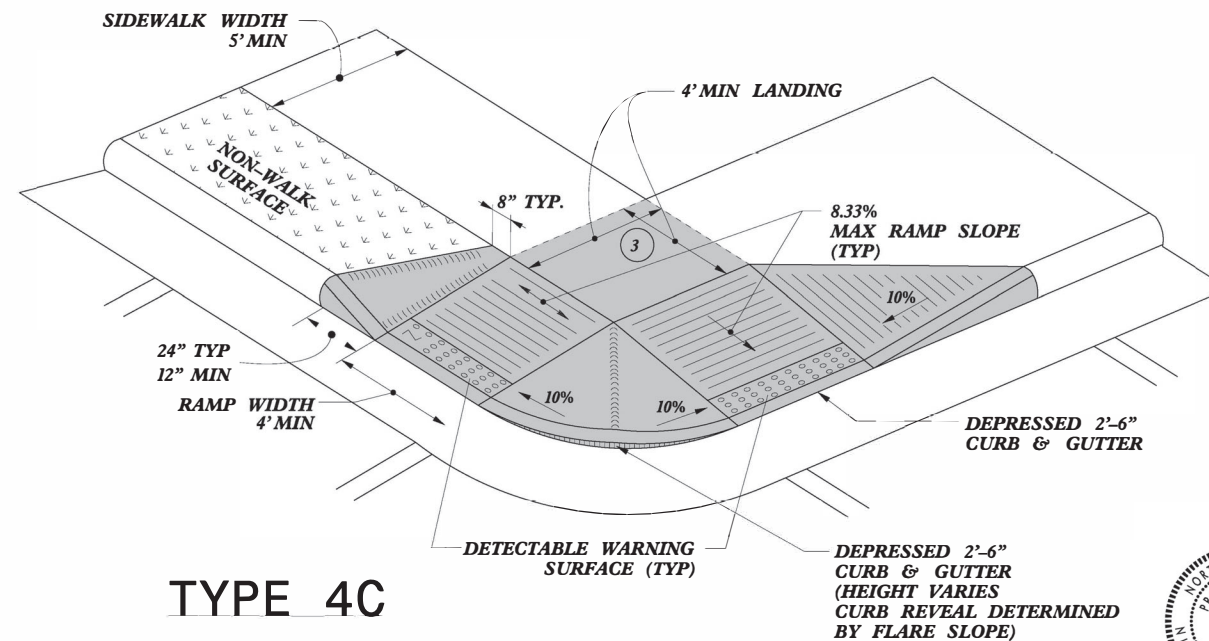 SIDEWALK WIDTH
5' MIN
4' MIN LANDING
NON-WALK
SURFACE
8" TYP.
3
8.33%
MAX RAMP SLOPE
(TYP)
10%
24" TYP
12" MIN
RAMP WIDTH
4' MIN
10%
10%
DEPRESSED 2'-6"
CURB & GUTTER
DETECTABLE WARNING
SURFACE (TYP)
DEPRESSED 2'-6"
CURB & GUTTER
(HEIGHT VARIES
CURB REVEAL DETERMINED
BY FLARE SLOPE)
TYPE 4C